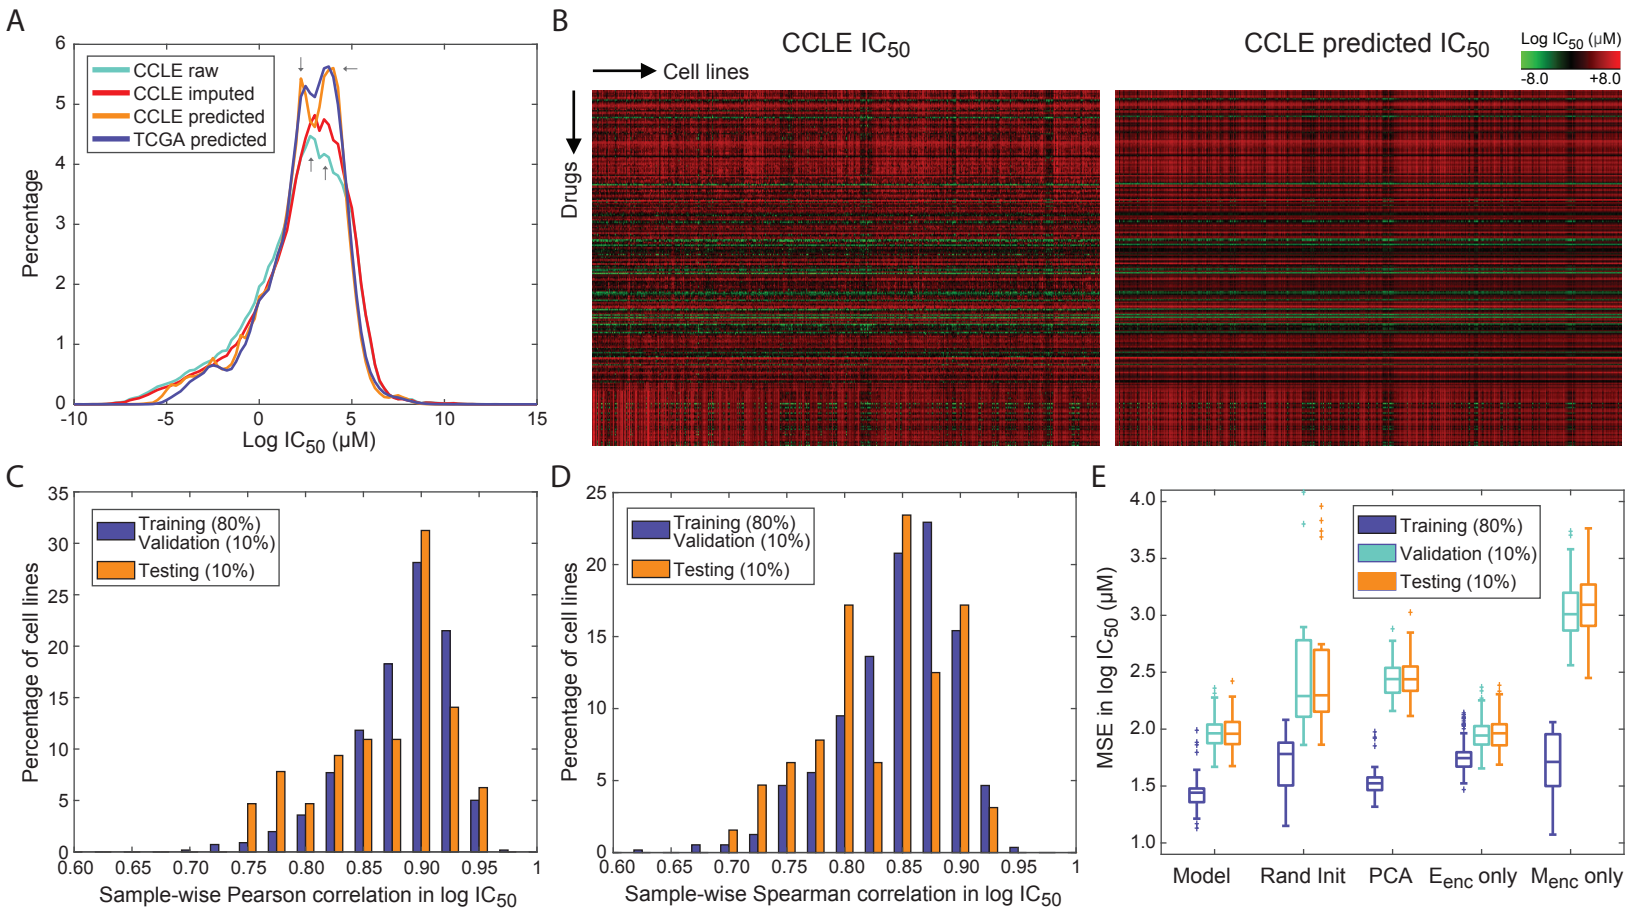 A
6
5
4
3
2
1
0
Percentage
CCLE raw
CCLE imputed
CCLE predicted
TCGA predicted
-10
-5
0
5
10
15
Log IC50 (µM)
B
CCLE IC50
CCLE predicted IC50
Log IC50 (µM)
-8.0
+8.0
Cell lines
Drugs
C
35
30
25
20
15
10
5
0
Percentage of cell lines
Training (80%)
Validation (10%)
Testing (10%)
0.60
0.65
0.70
0.75
0.80
0.85
0.90
0.95
1
Sample-wise Pearson correlation in log IC50
D
25
20
15
10
5
0
Percentage of cell lines
Training (80%)
Validation (10%)
Testing (10%)
0.60
0.65
0.70
0.75
0.80
0.85
0.90
0.95
1
Sample-wise Spearman correlation in log IC50
E
4.0
3.5
3.0
2.5
2.0
1.5
1.0
MSE in log IC50 (µM)
Training (80%)
Validation (10%)
Testing (10%)
Model
Rand Init
PCA
Eenc only
Menc only